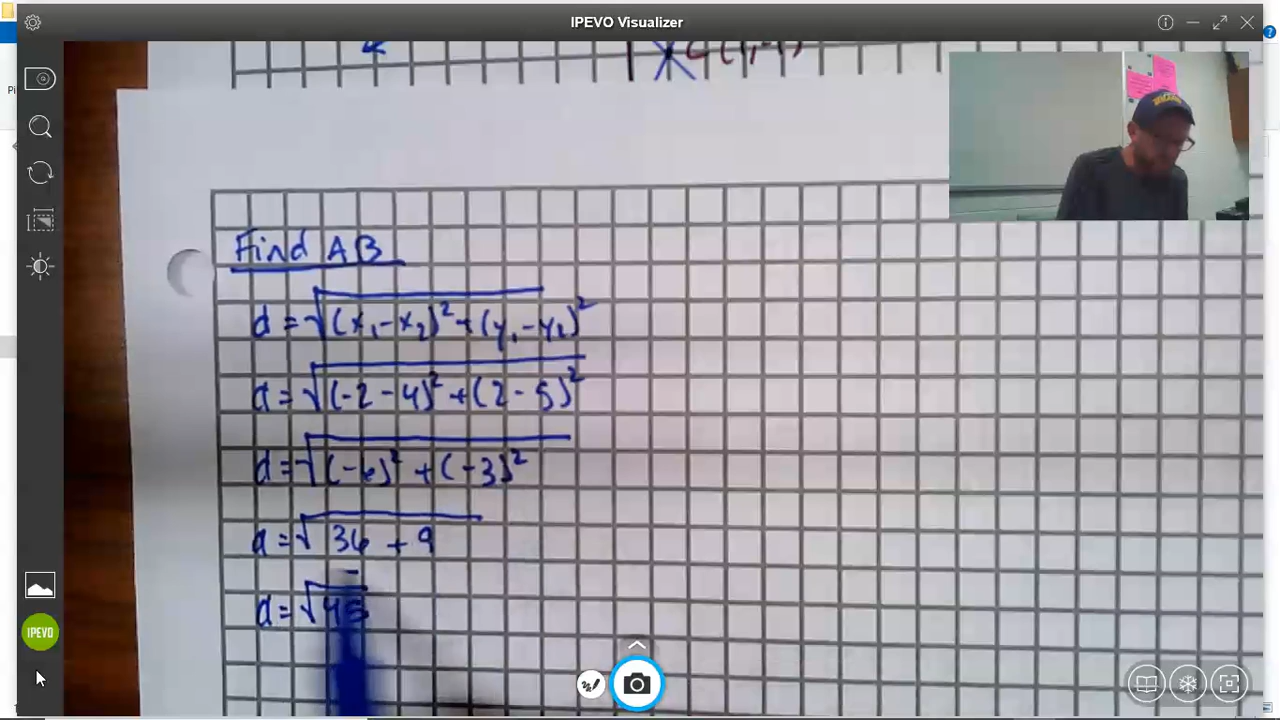 IPEVO Visualizer
Find AB
d = √(x₁ - x₂)² + (y₁ - y₂)²
d = √(-2 - 4)² + (2 - 5)²
d = √(-6)² + (-3)²
d = √36 + 9
d = √45
IPEVO